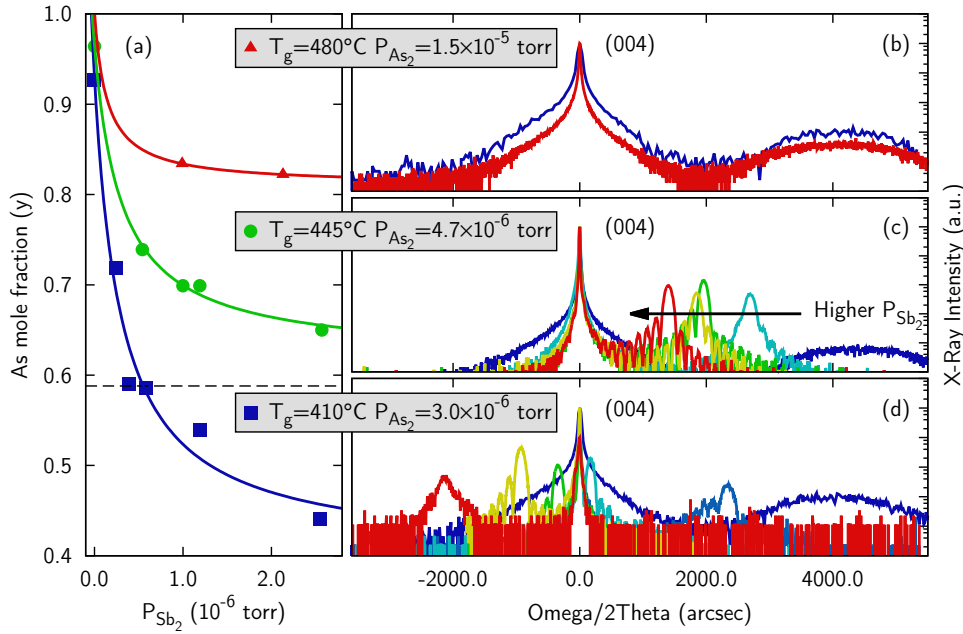 1.0
0.9
0.8
0.7
0.6
0.5
0.4
As mole fraction (y)
0.0 1.0 2.0
P_Sb₂ (10⁻⁶ torr)
(a)
T_g=480°C P_As₂=1.5×10⁻⁵ torr
(004)
(b)
T_g=445°C P_As₂=4.7×10⁻⁶ torr
(004)
(c)
Higher P_Sb₂
T_g=410°C P_As₂=3.0×10⁻⁶ torr
(004)
(d)
-2000.0 0.0 2000.0 4000.0
Omega/2Theta (arcsec)
X-Ray Intensity (a.u.)